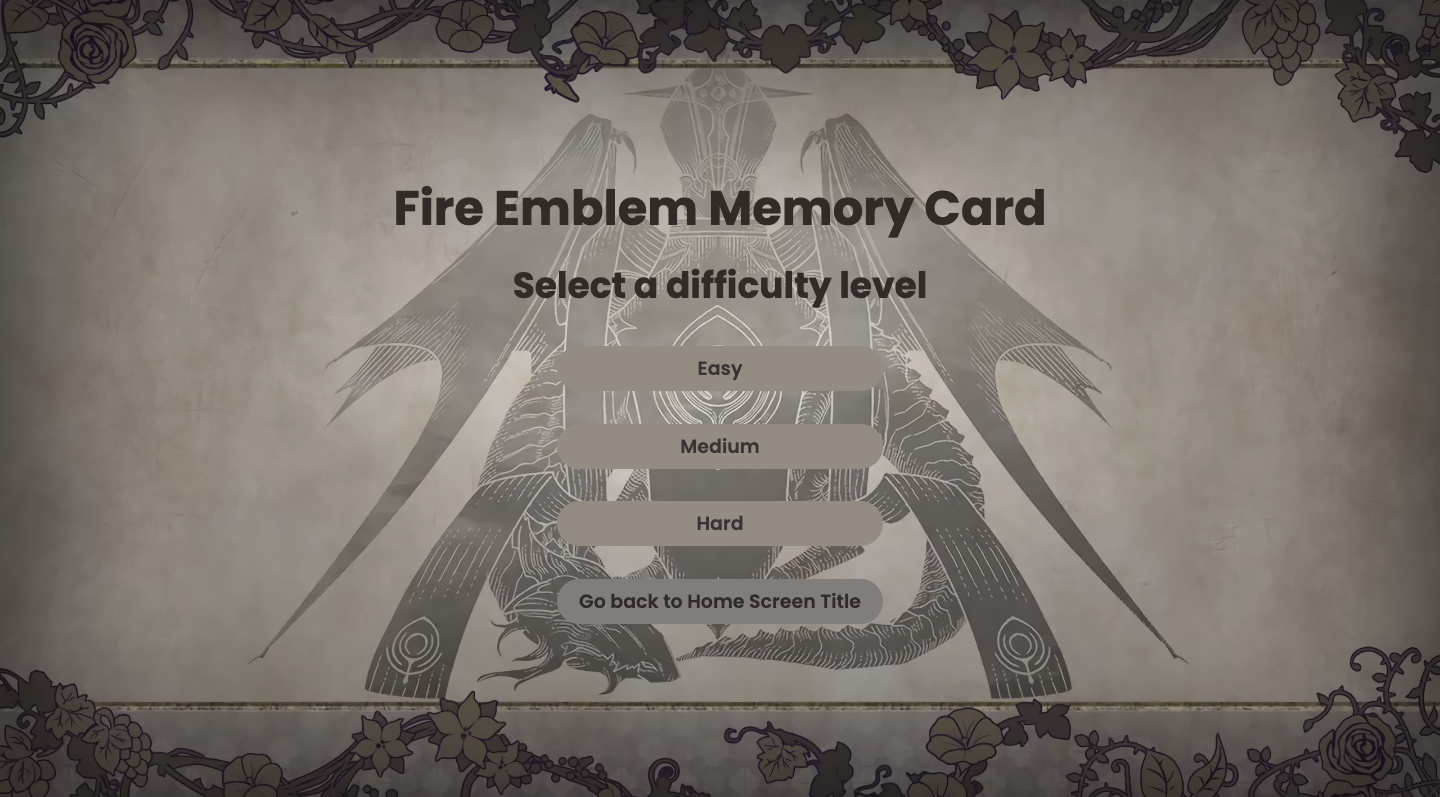 Fire Emblem Memory Card
Select a difficulty level
Easy
Medium
Hard
Go back to Home Screen Title